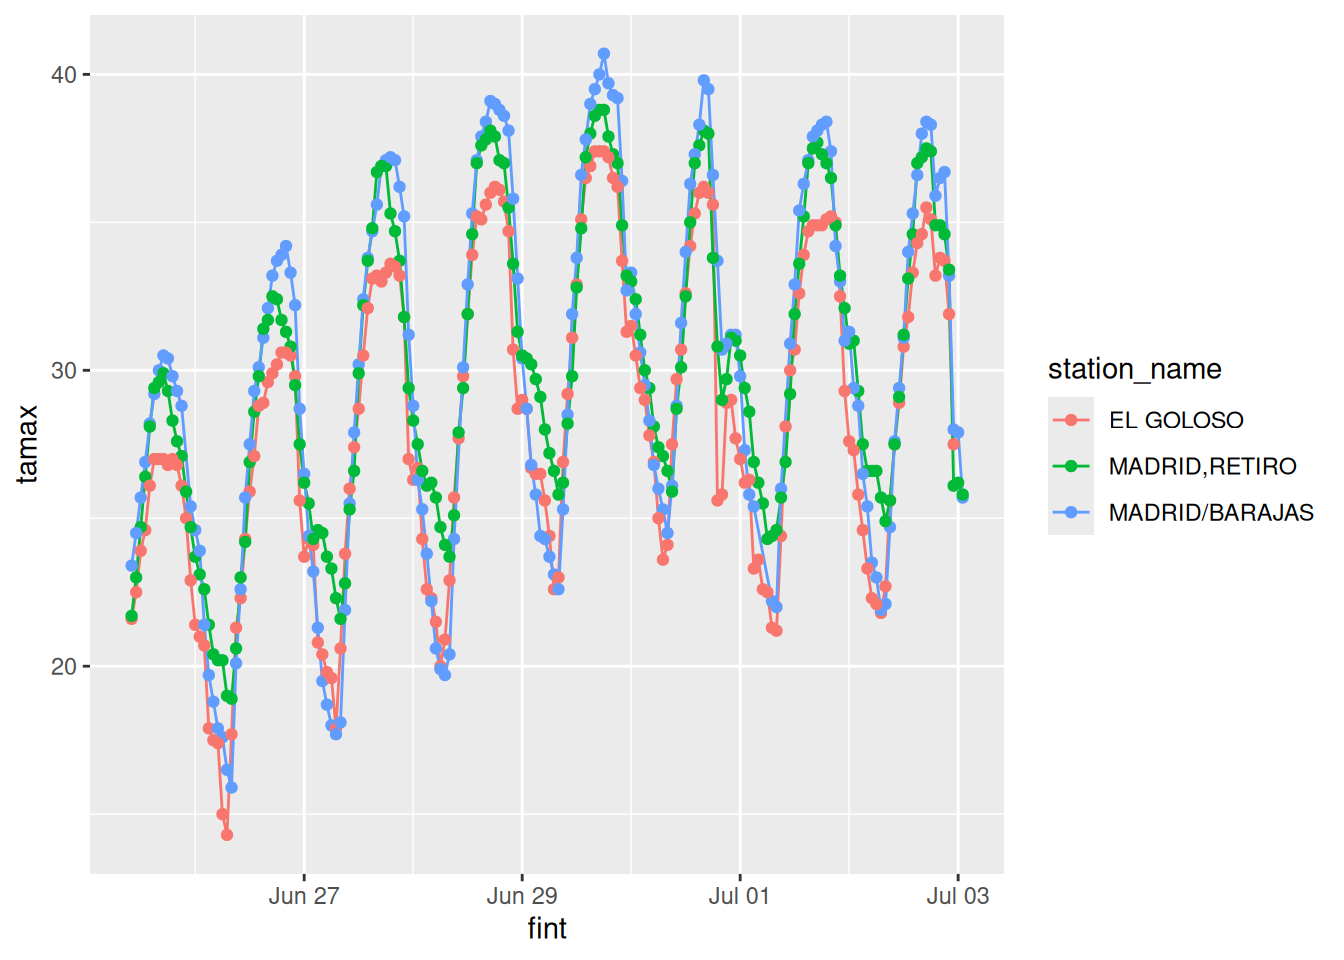 tamax
40
30
20
Jun 27
Jun 29
Jul 01
Jul 03
fint
station_name
EL GOLOSO
MADRID,RETIRO
MADRID/BARAJAS